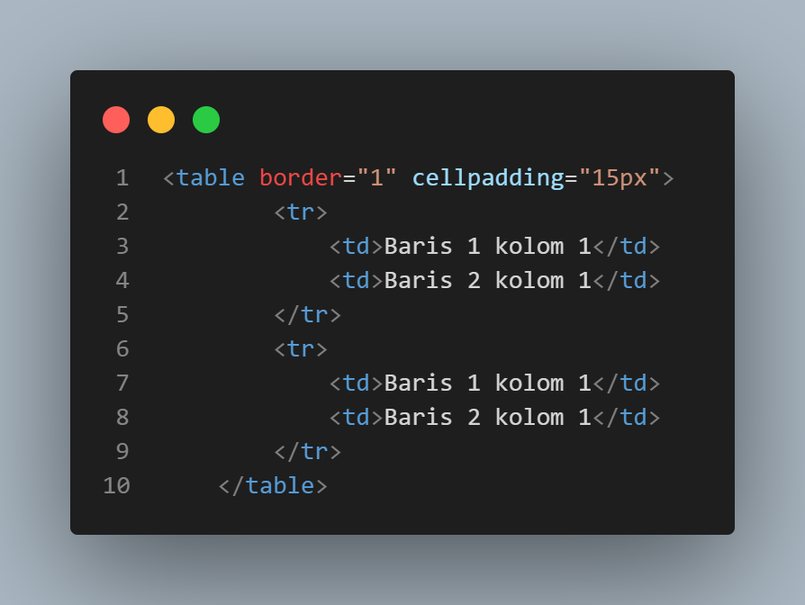 1 <table border="1" cellpadding="15px">
2 <tr>
3 <td>Baris 1 kolom 1</td>
4 <td>Baris 2 kolom 1</td>
5 </tr>
6 <tr>
7 <td>Baris 1 kolom 1</td>
8 <td>Baris 2 kolom 1</td>
9 </tr>
10 </table>